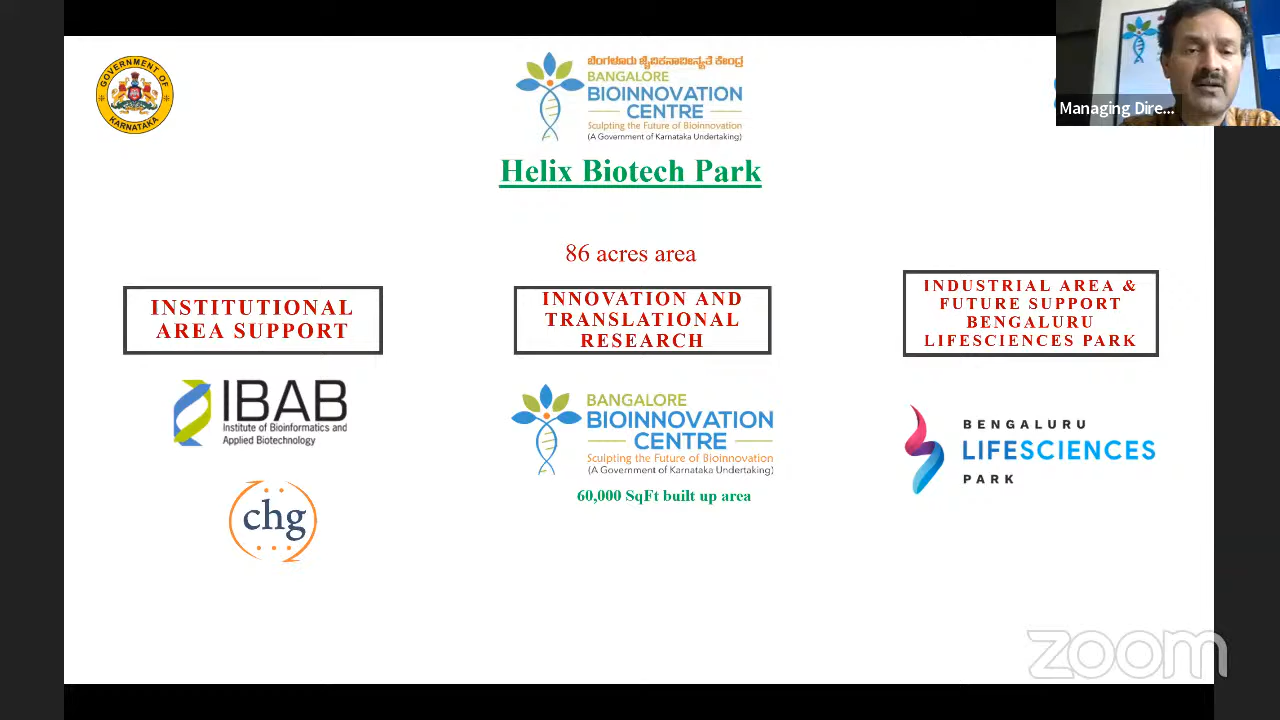 GOVERNMENT OF
KARNATAKA
ಬೆಂಗಳೂರು ಜೈವಿಕನಾವೀನ್ಯತೆ ಕೇಂದ್ರ
BANGALORE
BIOINNOVATION
CENTRE
Sculpting the Future of Bioinnovation
(A Government of Karnataka Undertaking)
Managing Dire...
Helix Biotech Park
86 acres area
INSTITUTIONAL
AREA SUPPORT
IBAB
Institute of Bioinformatics and
Applied Biotechnology
chg
INNOVATION AND
TRANSLATIONAL
RESEARCH
BANGALORE
BIOINNOVATION
CENTRE
Sculpting the Future of Bioinnovation
(A Government of Karnataka Undertaking)
60,000 SqFt built up area
INDUSTRIAL AREA &
FUTURE SUPPORT
BENGALURU
LIFESCIENCES PARK
BENGALURU
LIFESCIENCES
PARK
zoom